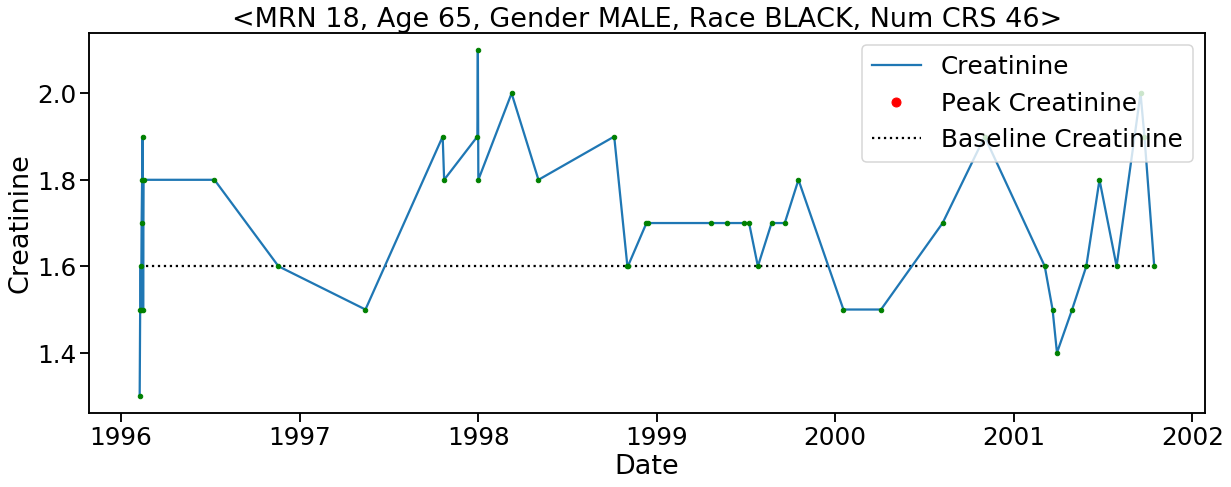 <MRN 18, Age 65, Gender MALE, Race BLACK, Num CRS 46>
Creatinine
2.0
1.8
1.6
1.4
Creatinine
Peak Creatinine
Baseline Creatinine
1996 1997 1998 1999 2000 2001 2002
Date